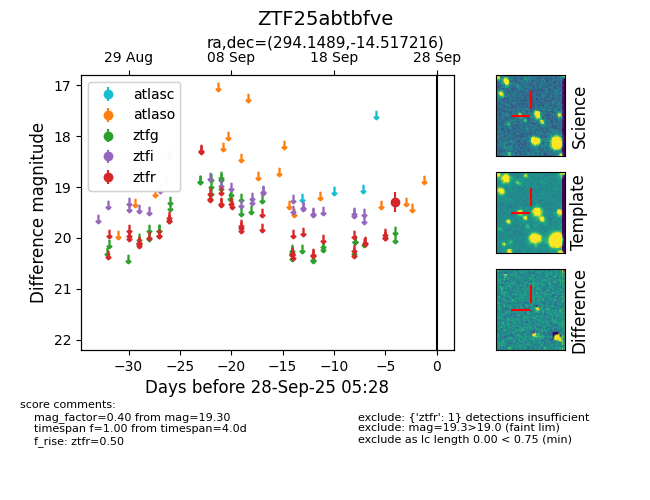 ZTF25abtbfve
ra,dec=(294.1489,-14.517216)
29 Aug
08 Sep
18 Sep
28 Sep
atlasc
atlaso
ztfg
ztfi
ztfr
Difference magnitude
17
18
19
20
21
22
−30
−25
−20
−15
−10
−5
0
Days before 28-Sep-25 05:28
Science
Template
Difference
score comments:
mag_factor=0.40 from mag=19.30
timespan f=1.00 from timespan=4.0d
f_rise: ztfr=0.50
exclude: {'ztfr': 1} detections insufficient
exclude: mag=19.3>19.0 (faint lim)
exclude as lc length 0.00 < 0.75 (min)